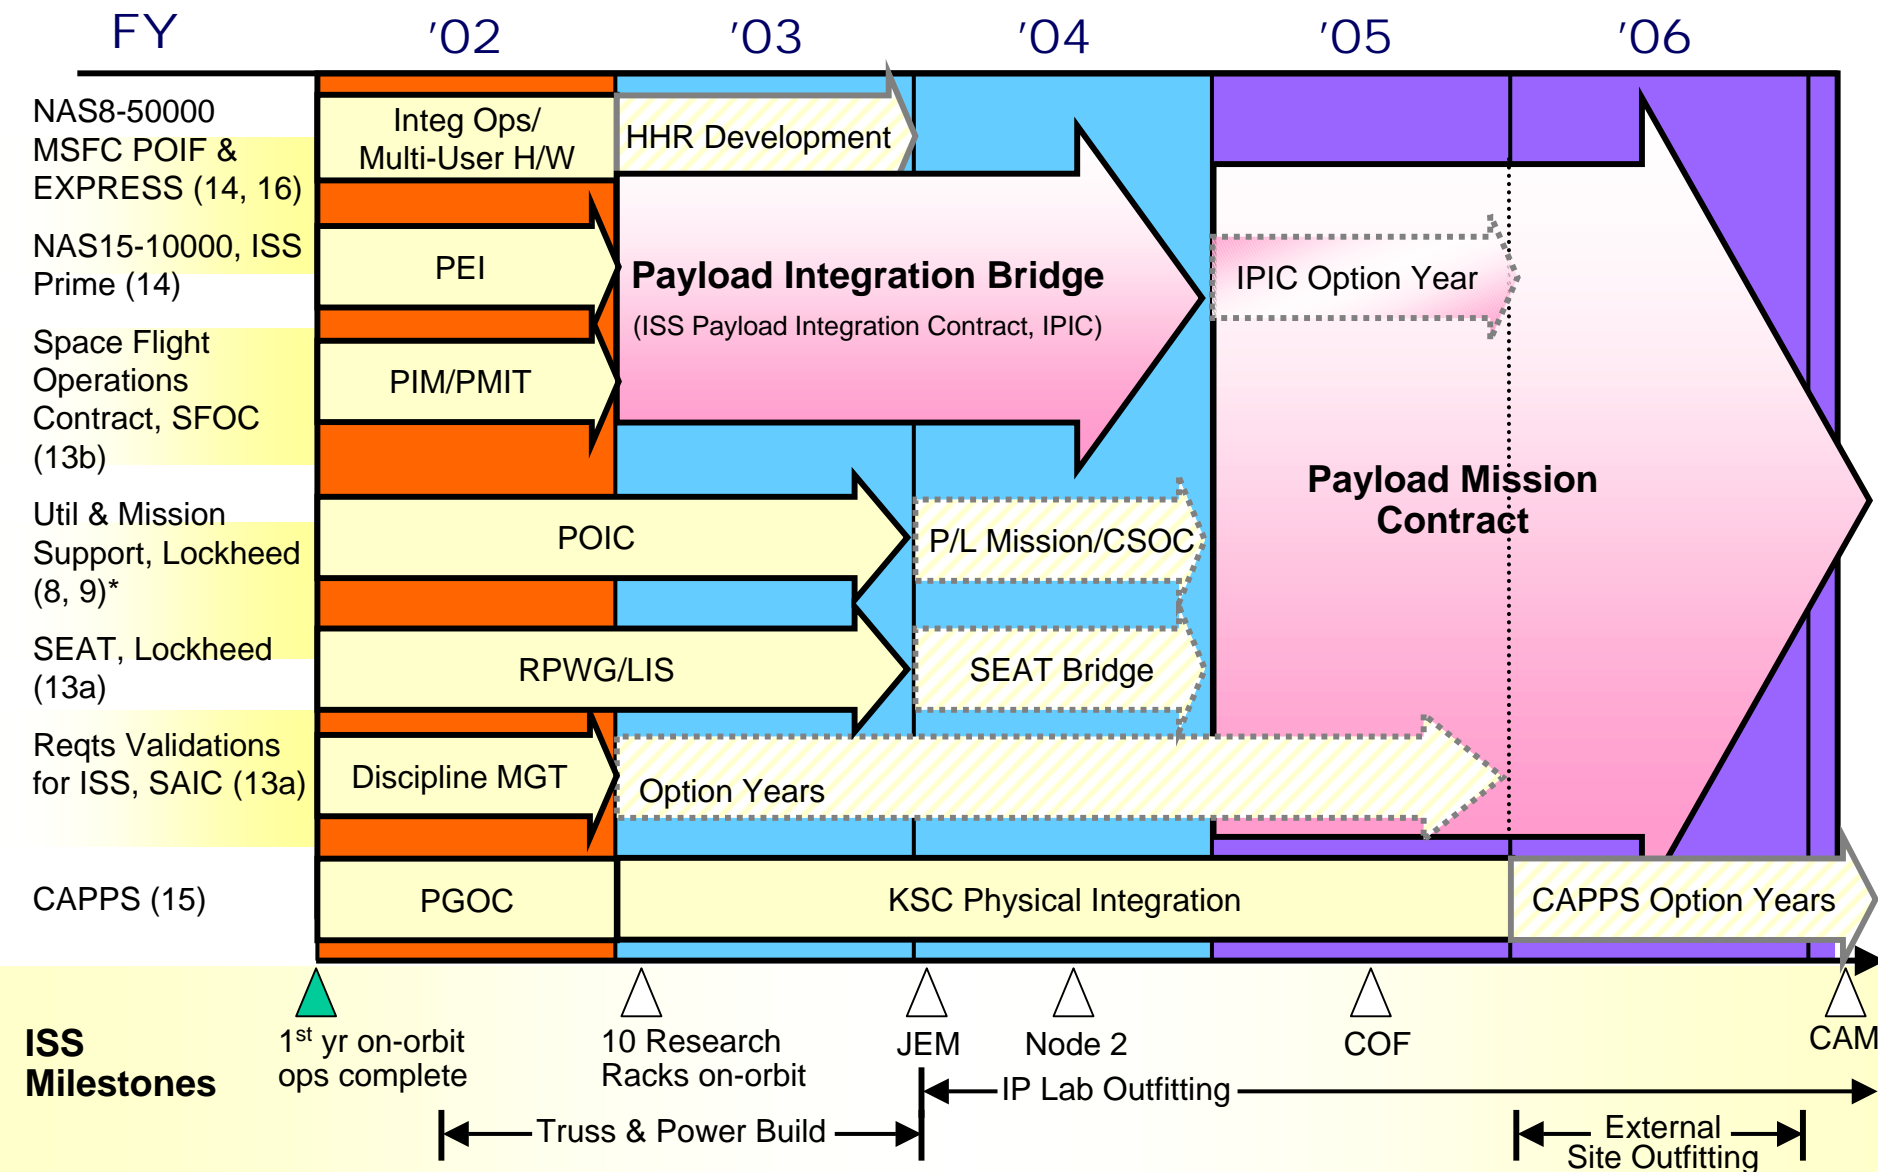 FY '02 '03 '04 '05 '06
NAS8-50000
MSFC POIF &
EXPRESS (14, 16)
Integ Ops/
Multi-User H/W
HHR Development
NAS15-10000, ISS
Prime (14)
PEI
Payload Integration Bridge
(ISS Payload Integration Contract, IPIC)
IPIC Option Year
Space Flight
Operations
Contract, SFOC
(13b)
PIM/PMIT
Payload Mission
Contract
Util & Mission
Support, Lockheed
(8, 9)*
POIC
P/L Mission/CSOC
SEAT, Lockheed
(13a)
RPWG/LIS
SEAT Bridge
Reqts Validations
for ISS, SAIC (13a)
Discipline MGT
Option Years
CAPPS (15)
PGOC
KSC Physical Integration
CAPPS Option Years
ISS
Milestones
1st yr on-orbit
ops complete
10 Research
Racks on-orbit
JEM
Node 2
COF
CAM
IP Lab Outfitting
Truss & Power Build
External
Site Outfitting